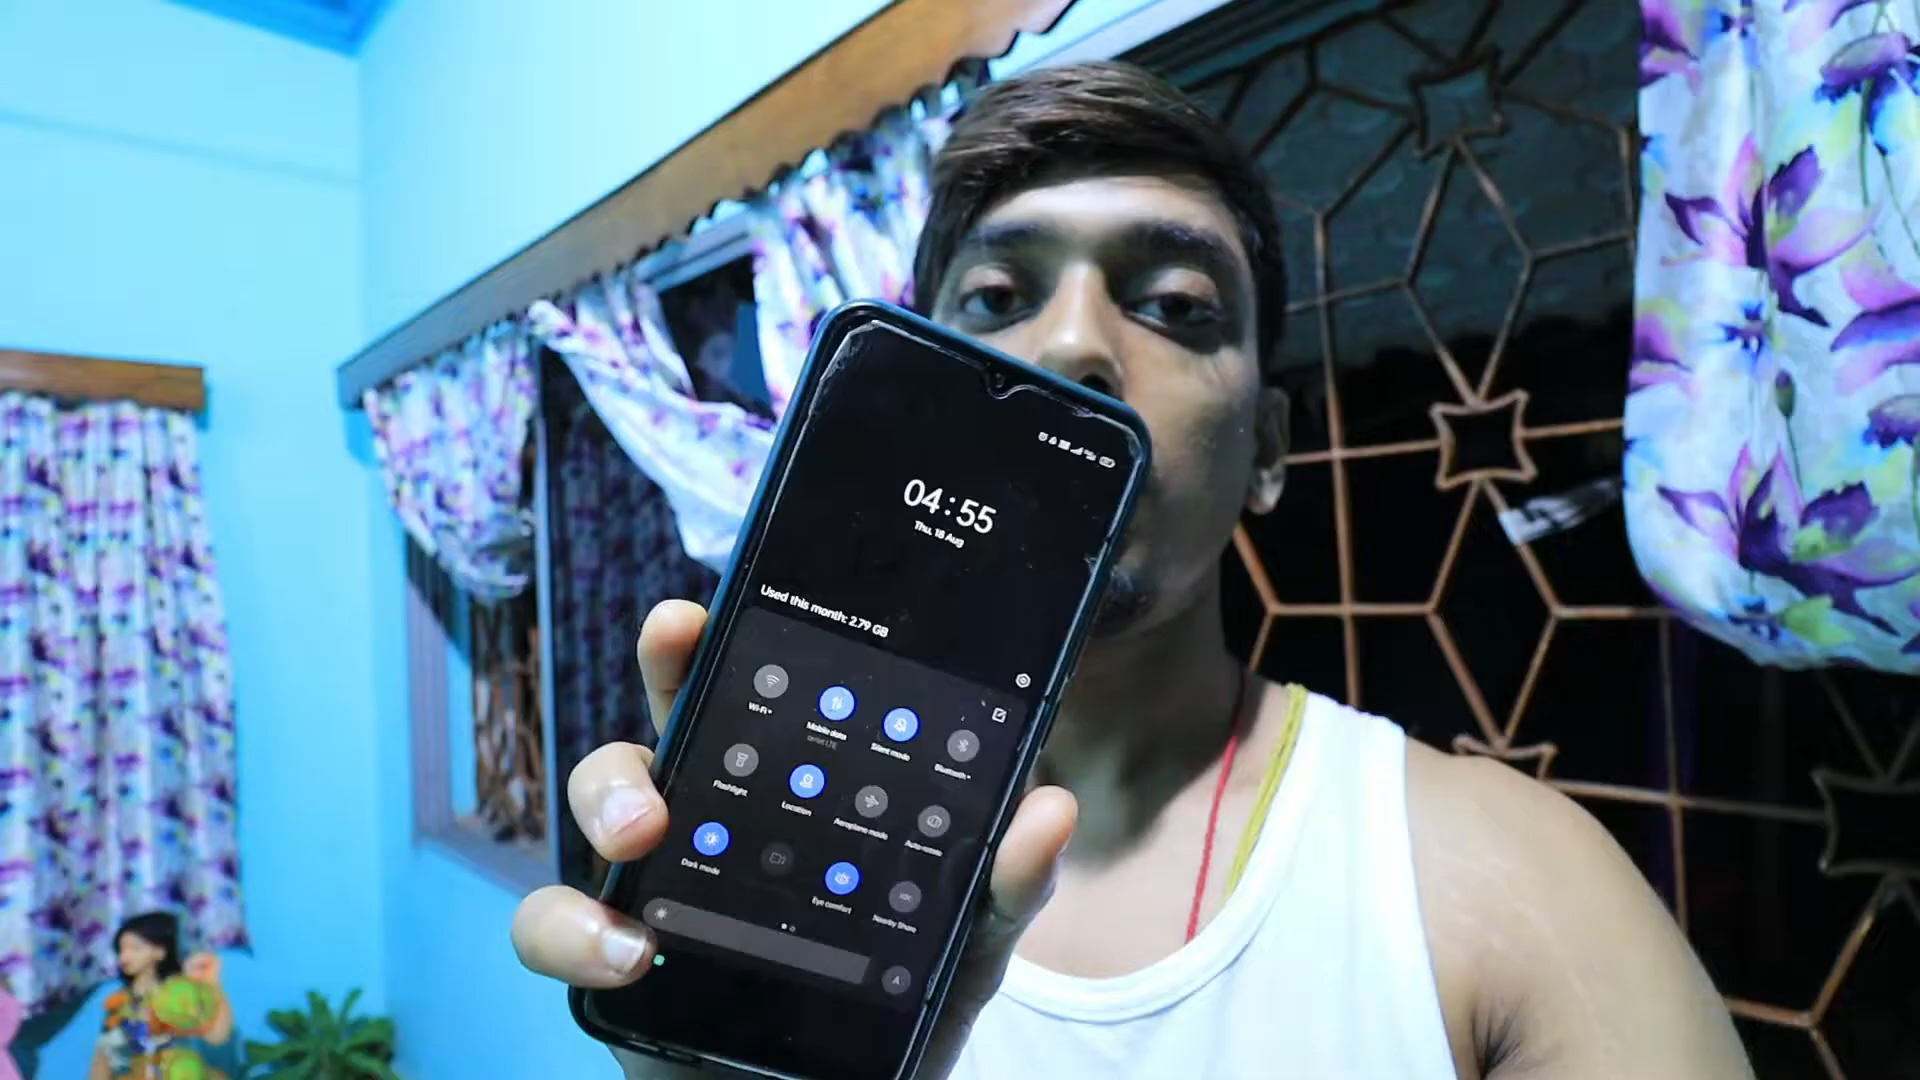 04:55
Thu, 18 Aug
Used this month: 2.79 GB
Wi-Fi
Mobile data
Silent mode
Bluetooth
Flashlight
Location
Aeroplane mode
Auto-rotate
Dark mode
Eye comfort
Nearby Share
A